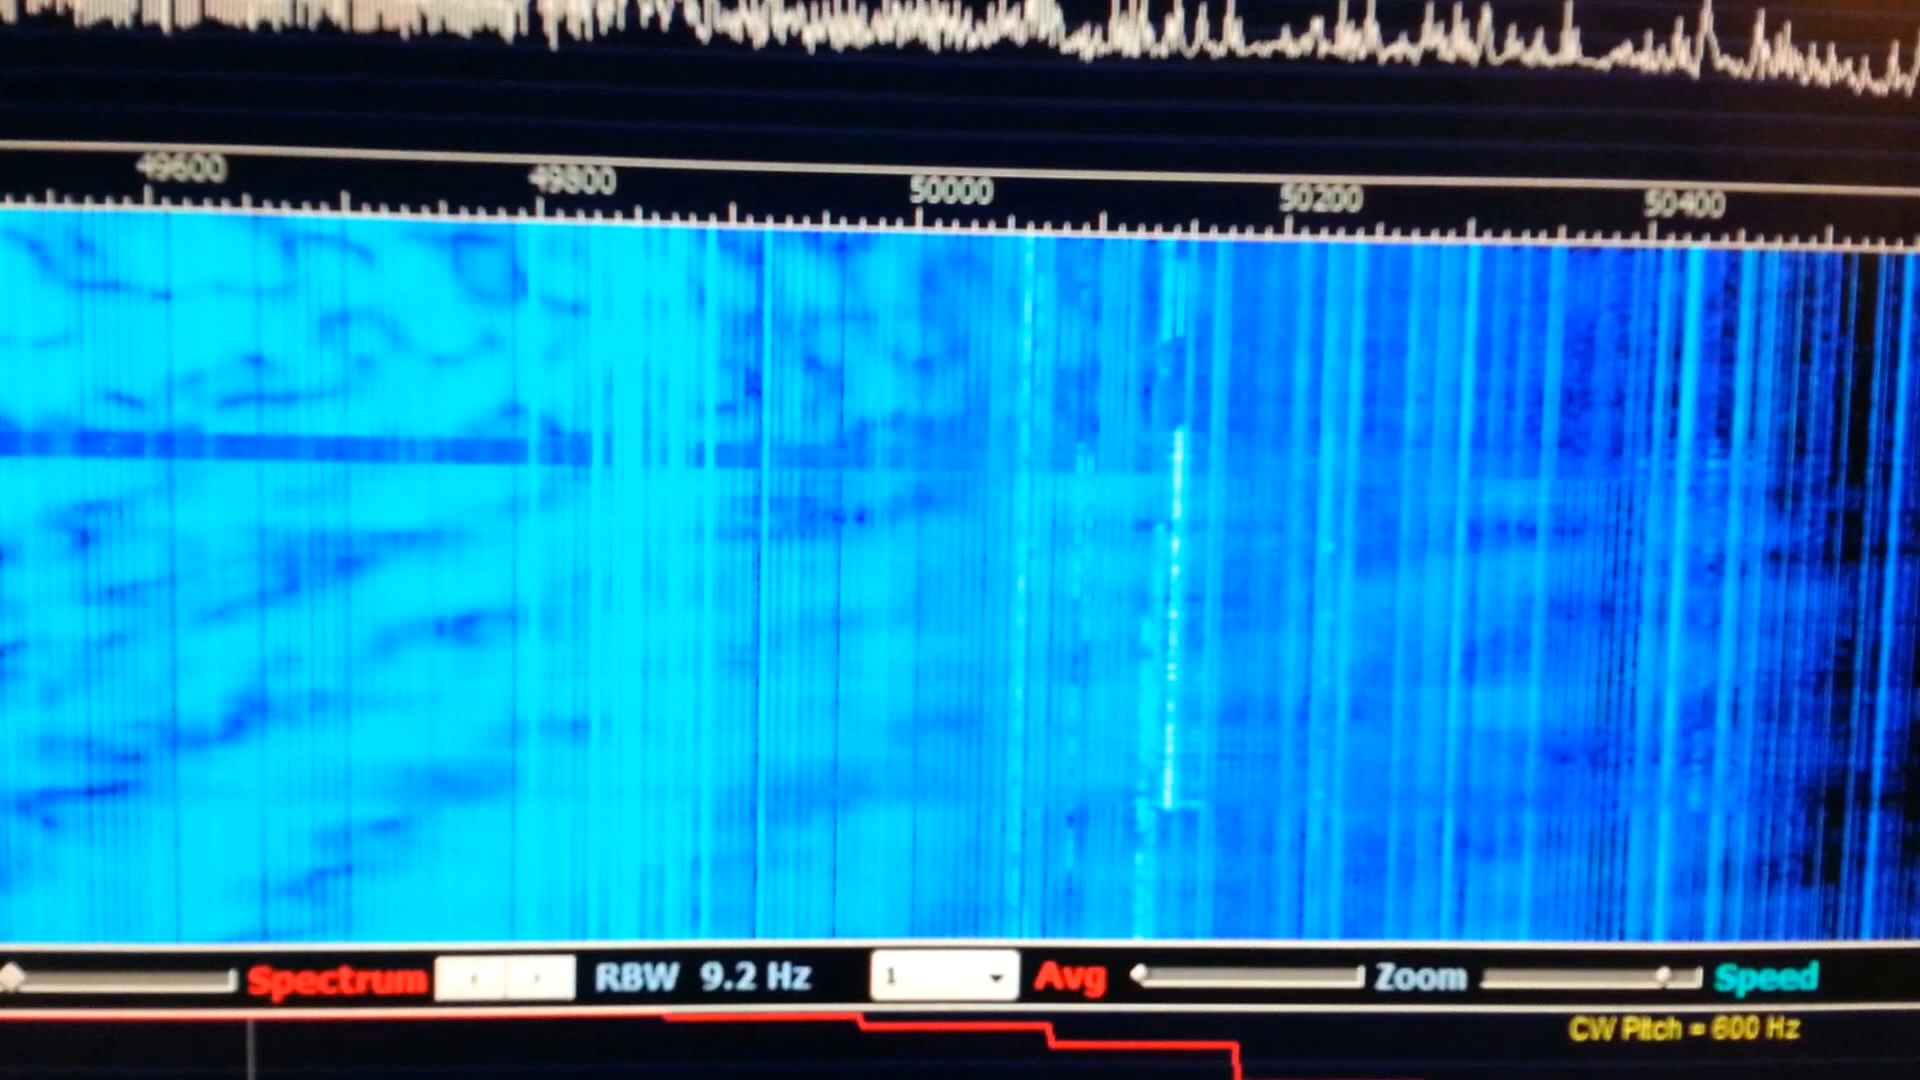 49600 49800 50000 50200 50400
Spectrum RBW 9.2 Hz 1 Avg Zoom Speed
CW Pitch = 600 Hz